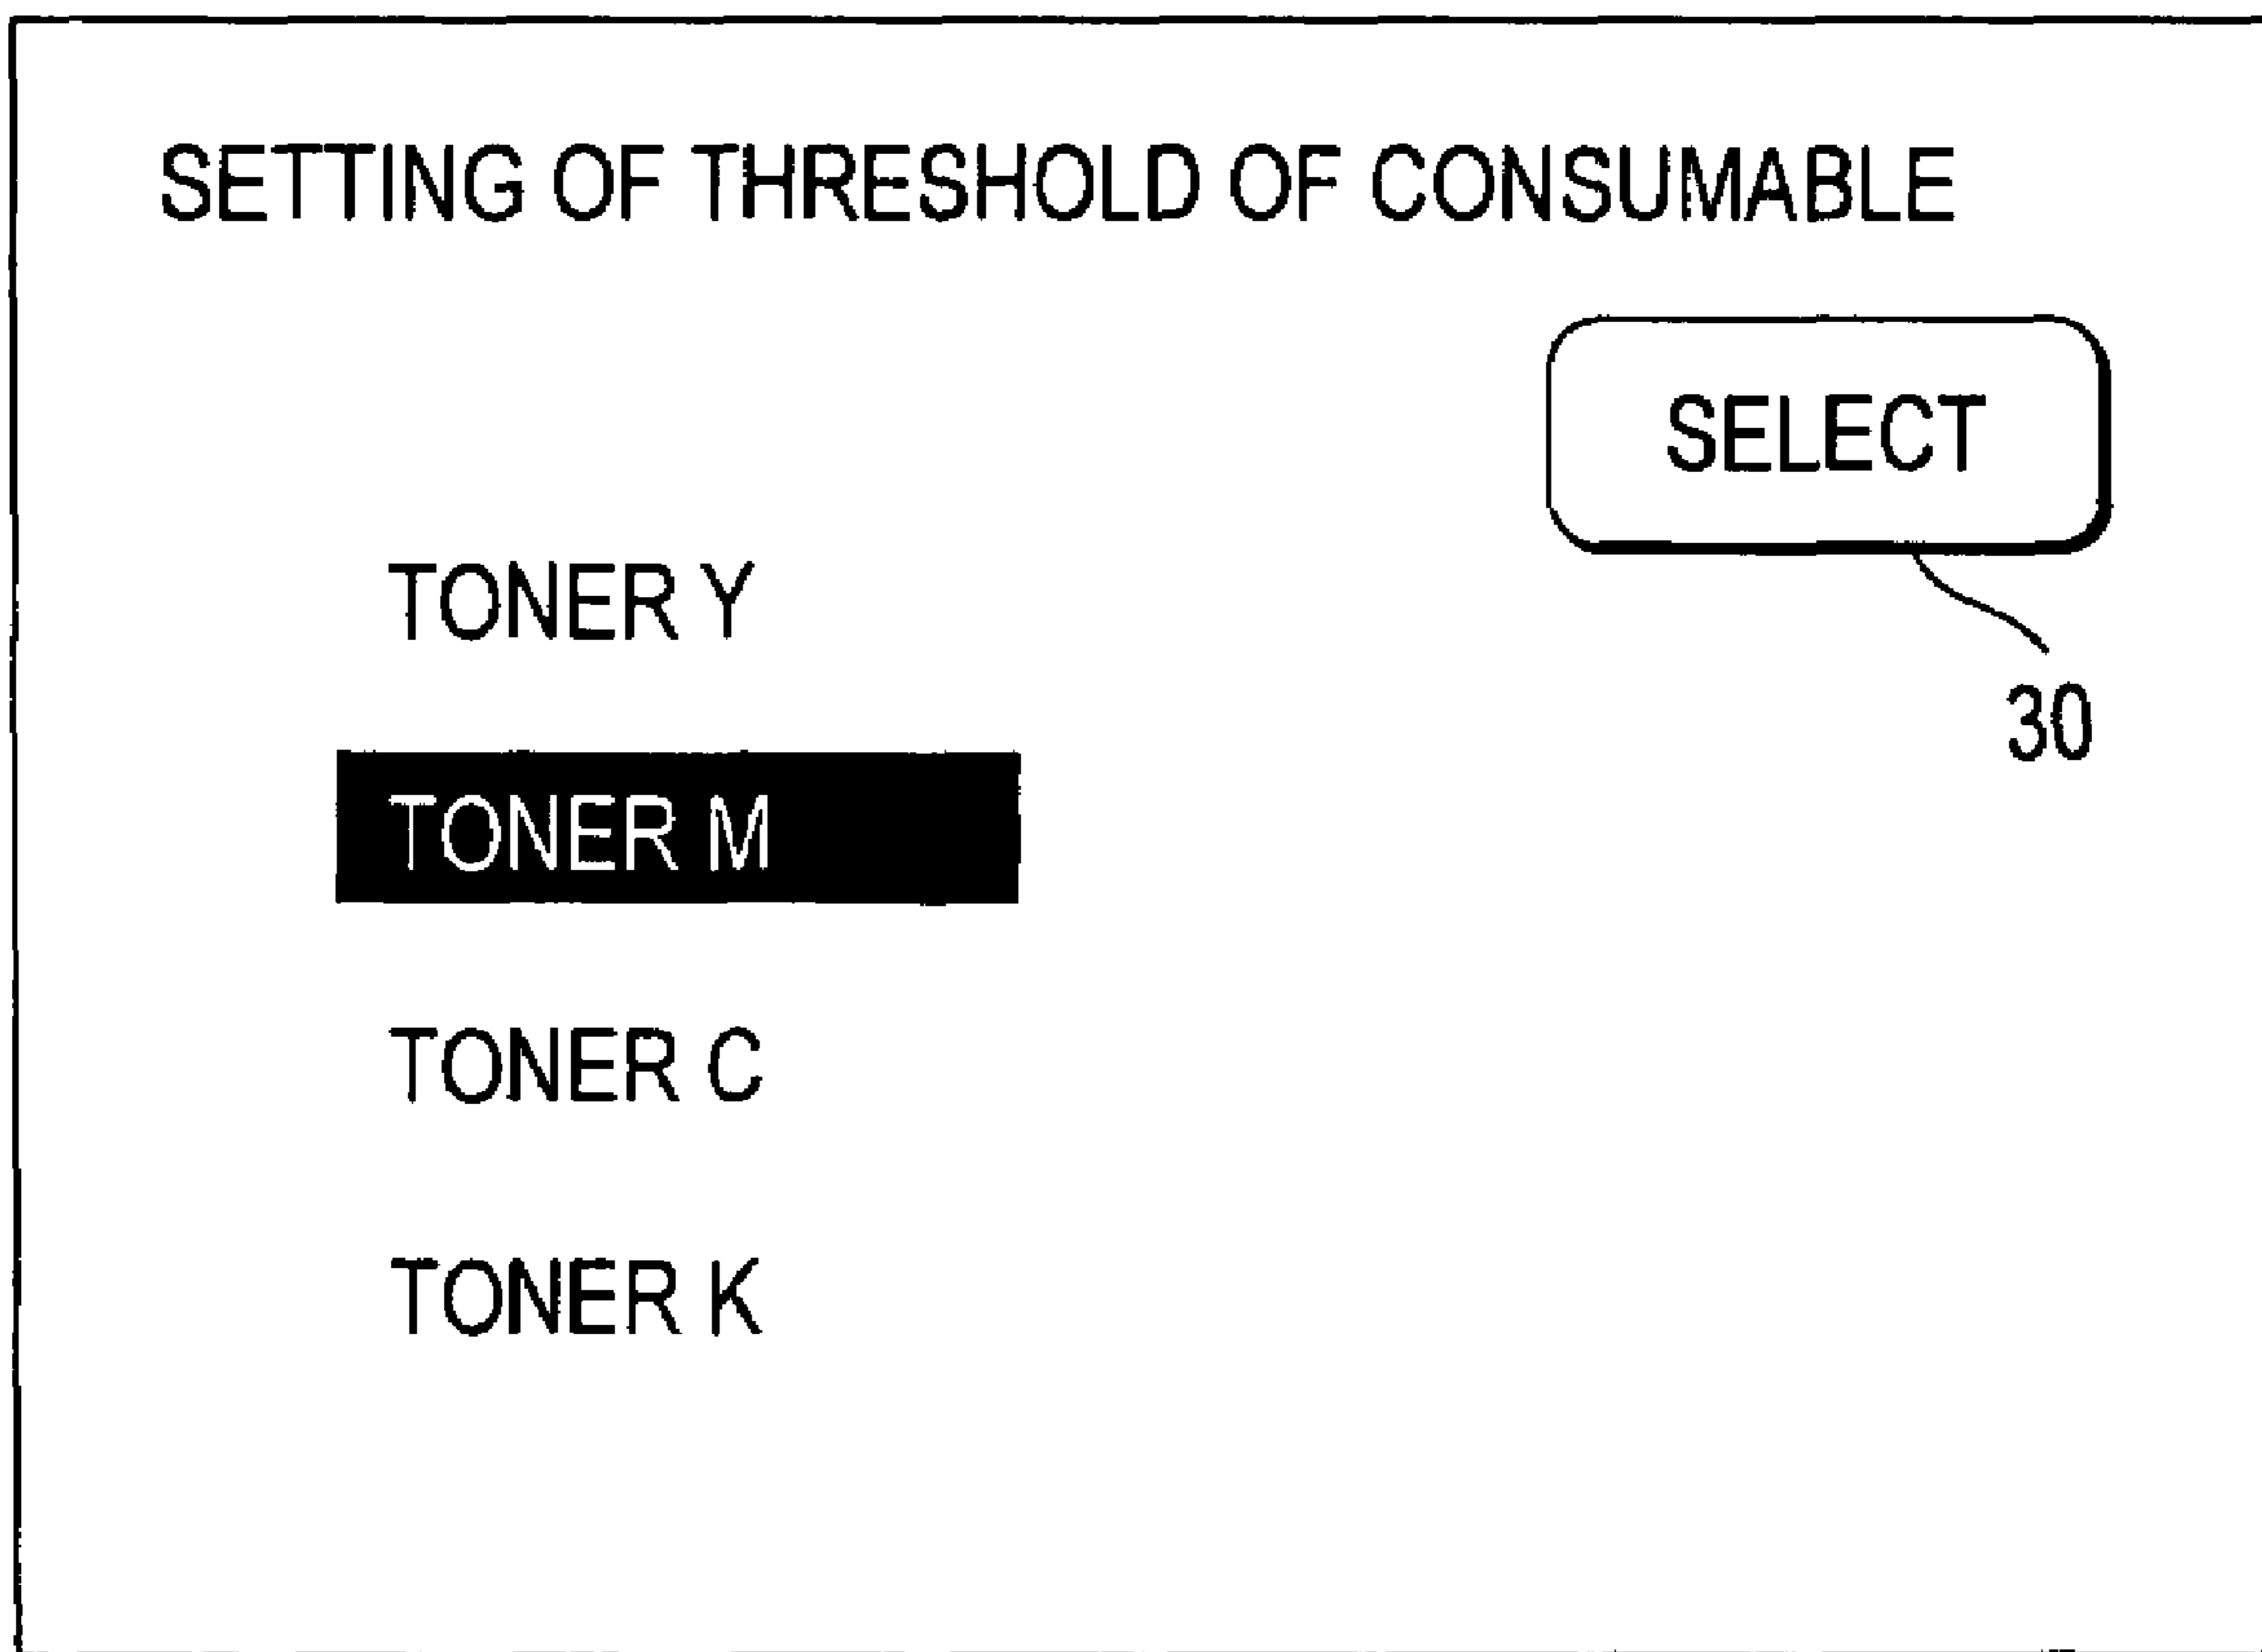 SETTING OF THRESHOLD OF CONSUMABLE
SELECT
TONER Y
30
TONER M
TONER C
TONER K